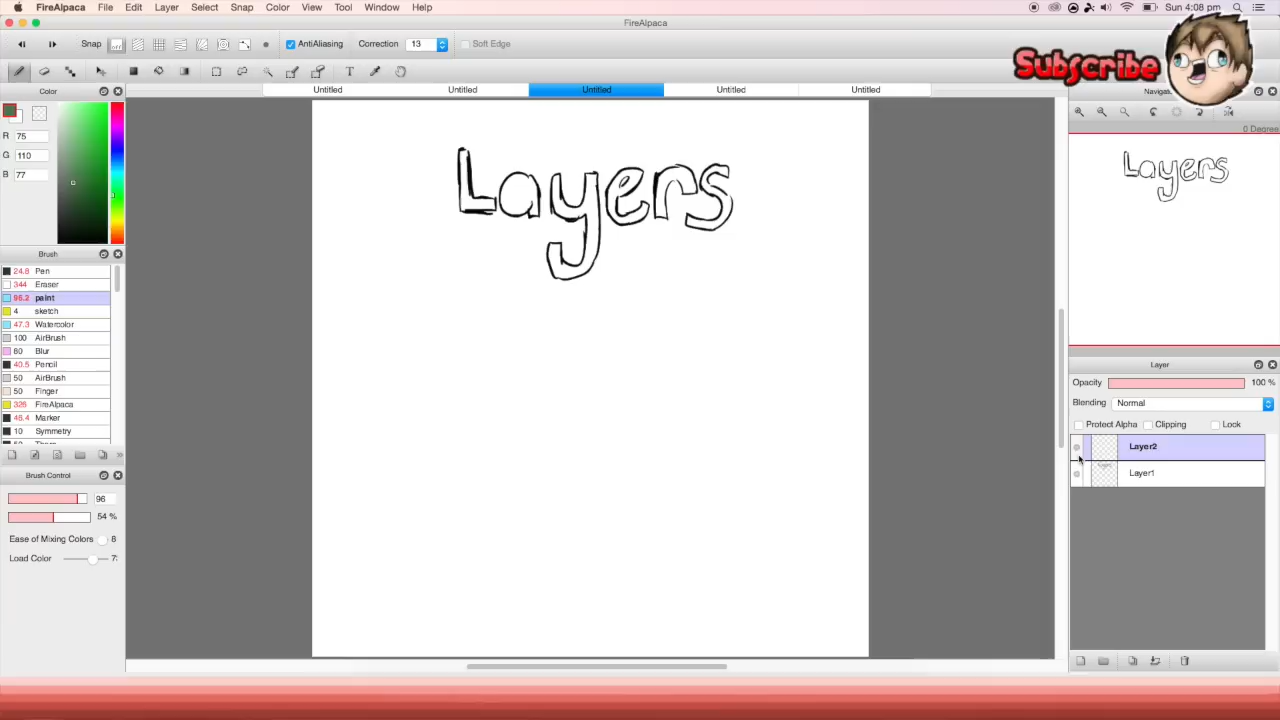 FireAlpaca File Edit Layer Select Snap Color View Tool Window Help
Sun 4:08 pm
FireAlpaca
Snap off AntiAliasing Correction 13 Soft Edge
Subscribe
Untitled Untitled Untitled Untitled Untitled
Color
R 75
G 110
B 77
Brush
24.8 Pen
344 Eraser
95.2 paint
4 sketch
47.3 Watercolor
100 AirBrush
80 Blur
40.5 Pencil
50 AirBrush
50 Finger
326 FireAlpaca
46.4 Marker
10 Symmetry
Brush Control
96
54 %
Ease of Mixing Colors 8
Load Color
Layers
0 Degree
Layers
Layer
Opacity 100 %
Blending Normal
Protect Alpha Clipping Lock
Layer2
Layer1